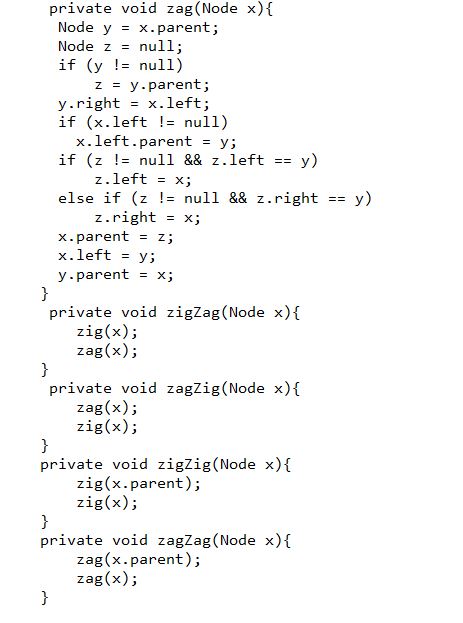 private void zag(Node x){
Node y = x.parent;
Node z = null;
if (y != null)
z = y.parent;
y.right = x.left;
if (x.left != null)
x.left.parent = y;
if (z != null && z.left == y)
z.left = x;
else if (z != null && z.right == y)
z.right = x;
x.parent = z;
x.left = y;
y.parent = x;
}
private void zigZag(Node x){
zig(x);
zag(x);
}
private void zagZig(Node x){
zag(x);
zig(x);
}
private void zigZig(Node x){
zig(x.parent);
zig(x);
}
private void zagZag(Node x){
zag(x.parent);
zag(x);
}